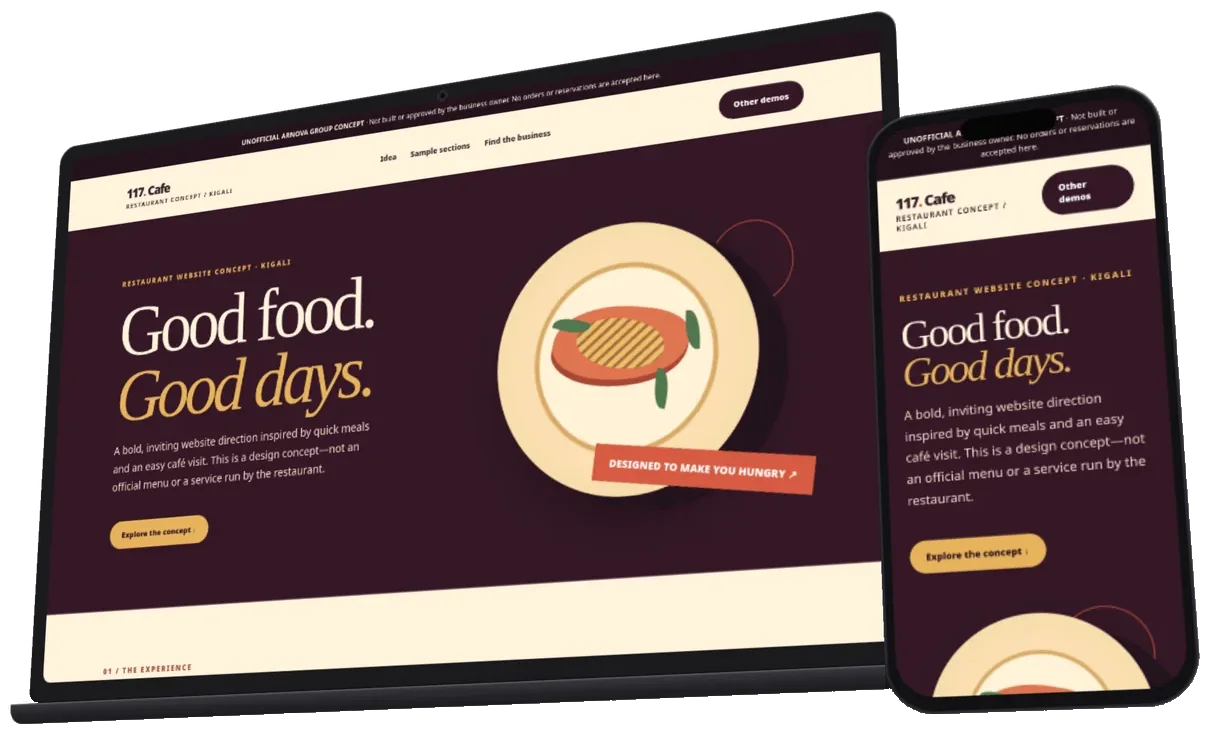 UNOFFICIAL ARNOVA GROUP CONCEPT · Not built or approved by the business owner. No orders or reservations are accepted here.
117. Cafe
RESTAURANT CONCEPT / KIGALI
Idea
Sample sections
Find the business
Other demos
RESTAURANT WEBSITE CONCEPT · KIGALI
Good food.
Good days.
A bold, inviting website direction inspired by quick meals
and an easy café visit. This is a design concept—not an
official menu or a service run by the restaurant.
Explore the concept ↓
DESIGNED TO MAKE YOU HUNGRY ↗
01 / THE EXPERIENCE
UNOFFICIAL A PT · Not built or
approved by the business owner. No orders or reservations are
accepted here.
117. Cafe
RESTAURANT CONCEPT /
KIGALI
Other
demos
RESTAURANT WEBSITE CONCEPT · KIGALI
Good food.
Good days.
A bold, inviting website direction
inspired by quick meals and an easy
café visit. This is a design concept—not
an official menu or a service run by the
restaurant.
Explore the concept ↓